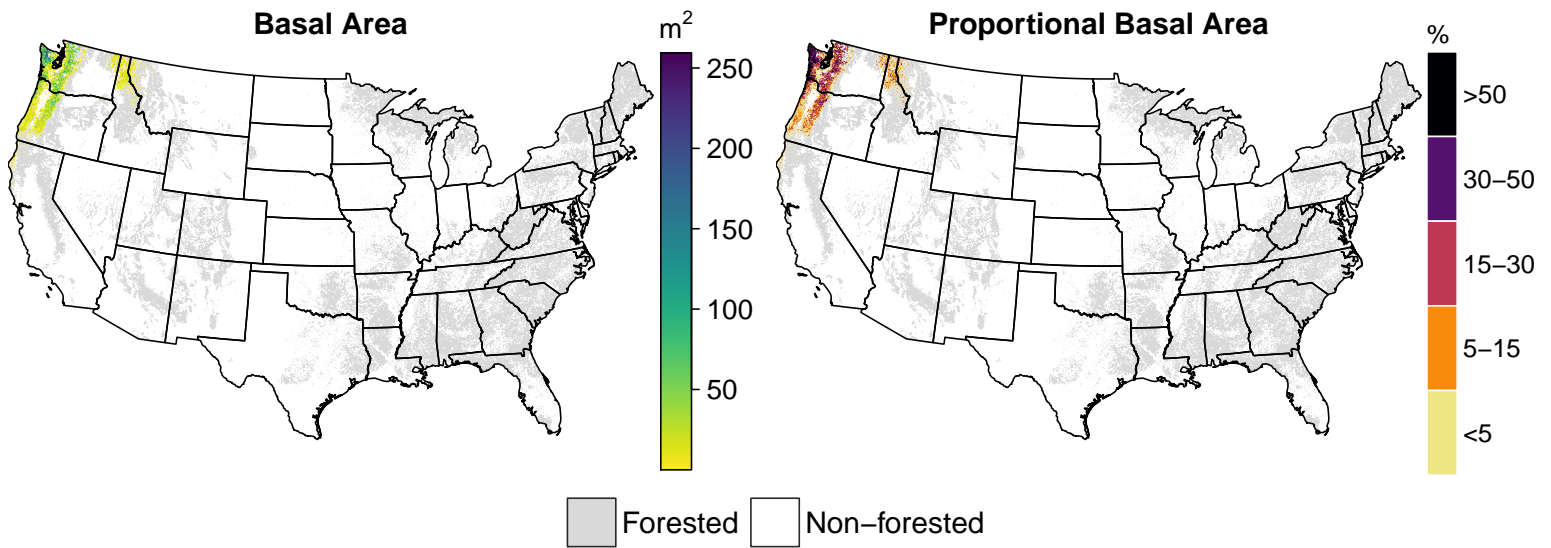 Basal Area
m²
250
200
150
100
50
Proportional Basal Area
%
>50
30−50
15−30
5−15
<5
Forested
Non−forested